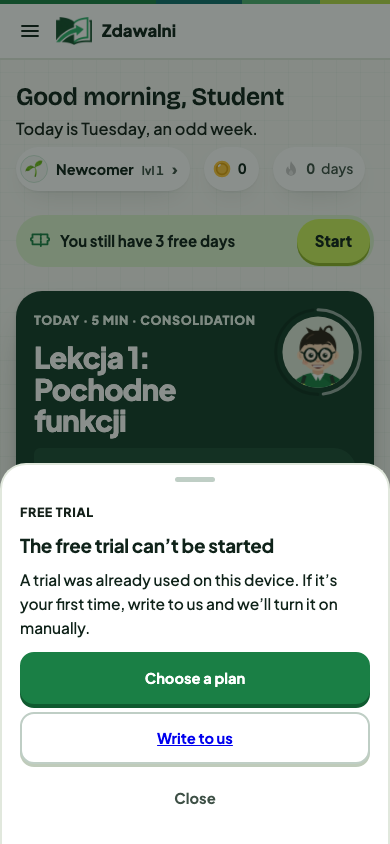 Zdawalni
Good morning, Student
Today is Tuesday, an odd week.
Newcomer lvl 1 ›
0
0 days
You still have 3 free days
Start
TODAY · 5 MIN · CONSOLIDATION
Lekcja 1:
Pochodne
funkcji
FREE TRIAL
The free trial can’t be started
A trial was already used on this device. If it’s
your first time, write to us and we’ll turn it on
manually.
Choose a plan
Write to us
Close